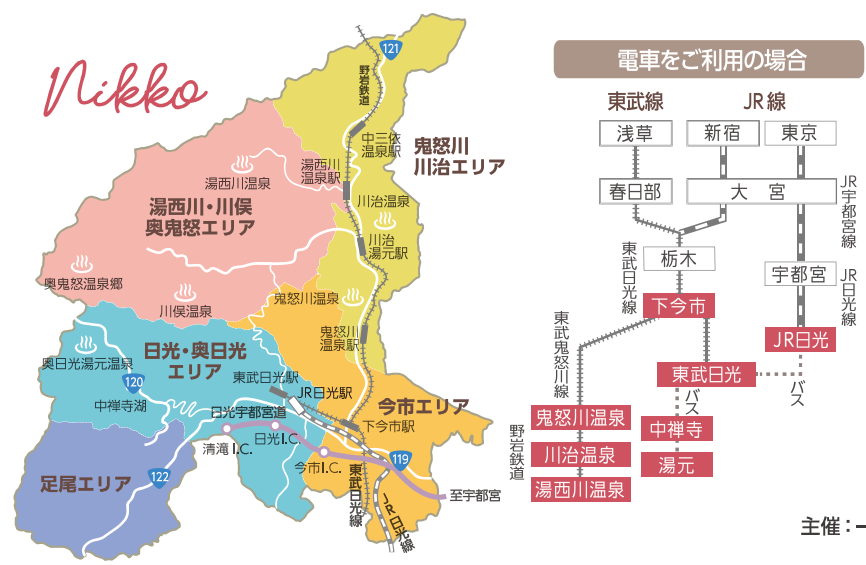 Nikko
121
野岩鉄道
中三依
温泉駅
鬼怒川
川治エリア
湯西川
温泉駅
湯西川温泉
川治温泉
湯西川・川俣
奥鬼怒エリア
川治
湯元駅
奥鬼怒温泉郷
川俣温泉
鬼怒川温泉
鬼怒川
温泉駅
日光・奥日光
エリア
奥日光湯元温泉
120
東武日光駅
JR日光駅
中禅寺湖
日光宇都宮道
今市エリア
下今市駅
日光I.C.
清滝I.C.
今市I.C.
119
足尾エリア
122
東武日光線
JR日光線
至宇都宮
電車をご利用の場合
東武線
JR線
浅草
新宿
東京
春日部
大宮
JR宇都宮線
東武日光線
栃木
宇都宮
JR日光線
下今市
JR日光
東武鬼怒川線
東武日光
バス
バス
鬼怒川温泉
中禅寺
野岩鉄道
川治温泉
湯元
湯西川温泉
主催：